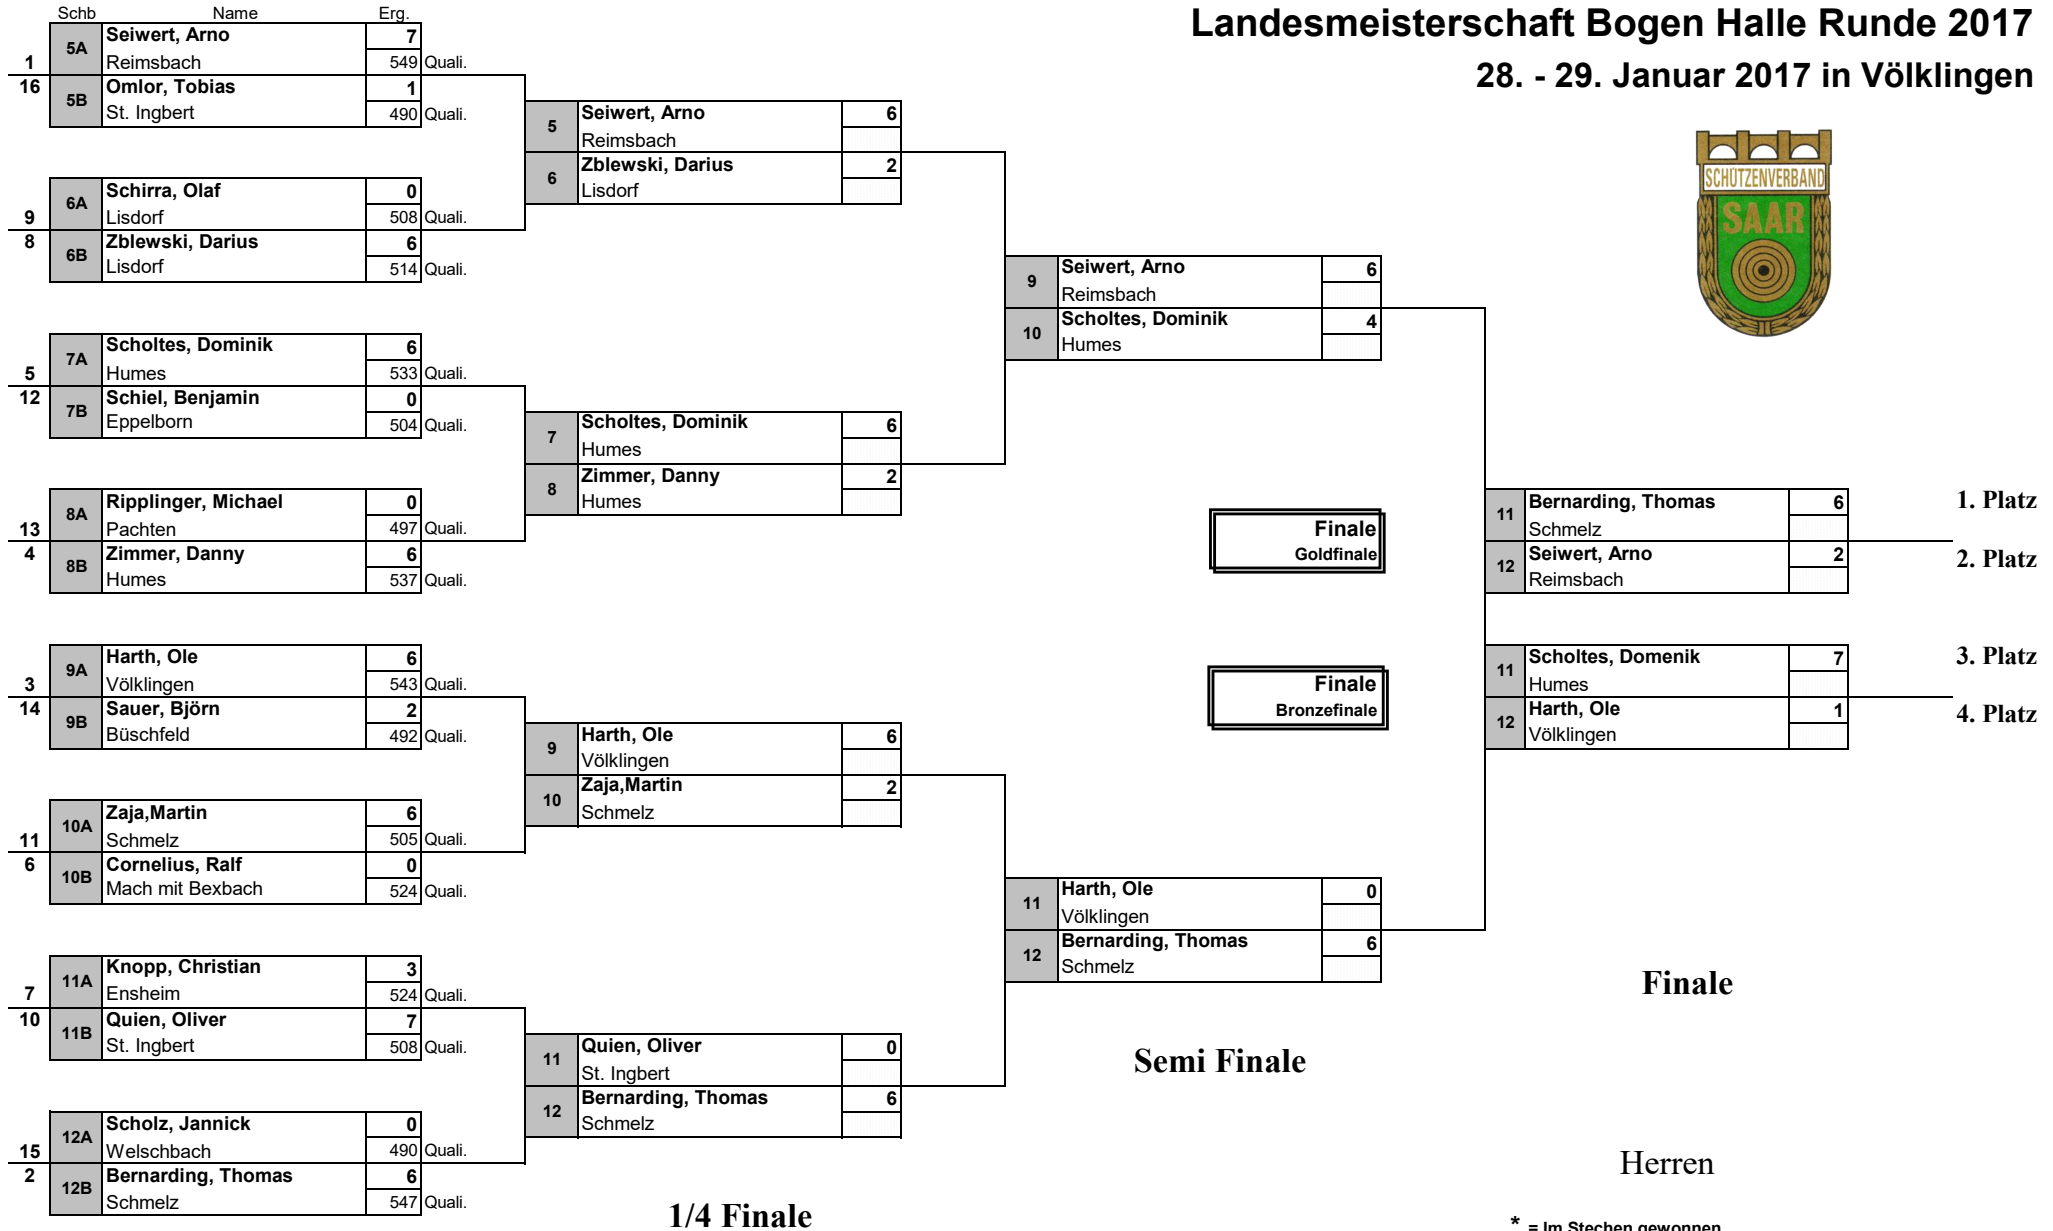 Landesmeisterschaft Bogen Halle Runde 2017
28. - 29. Januar 2017 in Völklingen
SCHÜTZENVERBAND
SAAR
Schb Name Erg.
5A Seiwert, Arno 7
1 Reimsbach 549 Quali.
16 5B Omlor, Tobias 1
St. Ingbert 490 Quali.
6A Schirra, Olaf 0
9 Lisdorf 508 Quali.
8 6B Zblewski, Darius 6
Lisdorf 514 Quali.
7A Scholtes, Dominik 6
5 Humes 533 Quali.
12 7B Schiel, Benjamin 0
Eppelborn 504 Quali.
8A Ripplinger, Michael 0
13 Pachten 497 Quali.
4 8B Zimmer, Danny 6
Humes 537 Quali.
9A Harth, Ole 6
3 Völklingen 543 Quali.
14 9B Sauer, Björn 2
Büschfeld 492 Quali.
10A Zaja,Martin 6
11 Schmelz 505 Quali.
6 10B Cornelius, Ralf 0
Mach mit Bexbach 524 Quali.
11A Knopp, Christian 3
7 Ensheim 524 Quali.
10 11B Quien, Oliver 7
St. Ingbert 508 Quali.
12A Scholz, Jannick 0
15 Welschbach 490 Quali.
2 12B Bernarding, Thomas 6
Schmelz 547 Quali.
5 Seiwert, Arno 6
Reimsbach
6 Zblewski, Darius 2
Lisdorf
7 Scholtes, Dominik 6
Humes
8 Zimmer, Danny 2
Humes
9 Harth, Ole 6
Völklingen
10 Zaja,Martin 2
Schmelz
11 Quien, Oliver 0
St. Ingbert
12 Bernarding, Thomas 6
Schmelz
1/4 Finale
9 Seiwert, Arno 6
Reimsbach
10 Scholtes, Dominik 4
Humes
11 Harth, Ole 0
Völklingen
12 Bernarding, Thomas 6
Schmelz
Semi Finale
Finale
Goldfinale
11 Bernarding, Thomas 6 1. Platz
Schmelz
12 Seiwert, Arno 2 2. Platz
Reimsbach
Finale
Bronzefinale
11 Scholtes, Domenik 7 3. Platz
Humes
12 Harth, Ole 1 4. Platz
Völklingen
Finale
Herren
* = Im Stechen gewonnen